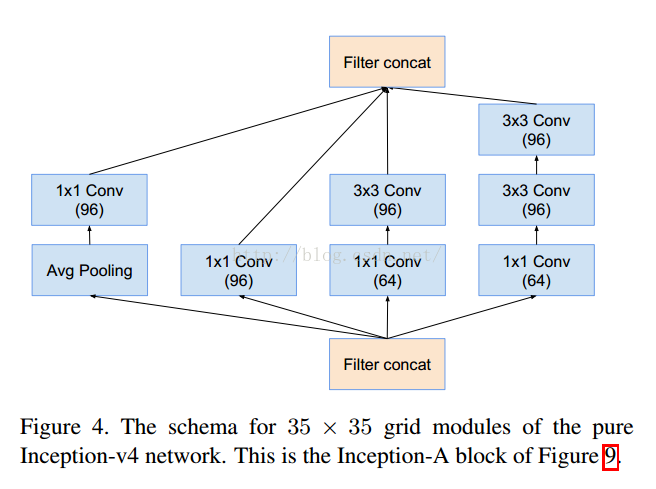 Filter concat
3x3 Conv
(96)
1x1 Conv
(96)
3x3 Conv
(96)
3x3 Conv
(96)
Avg Pooling
1x1 Conv
(96)
1x1 Conv
(64)
1x1 Conv
(64)
http://blog.csdn.net/
Filter concat
Figure 4. The schema for 35 × 35 grid modules of the pure
Inception-v4 network. This is the Inception-A block of Figure 9.